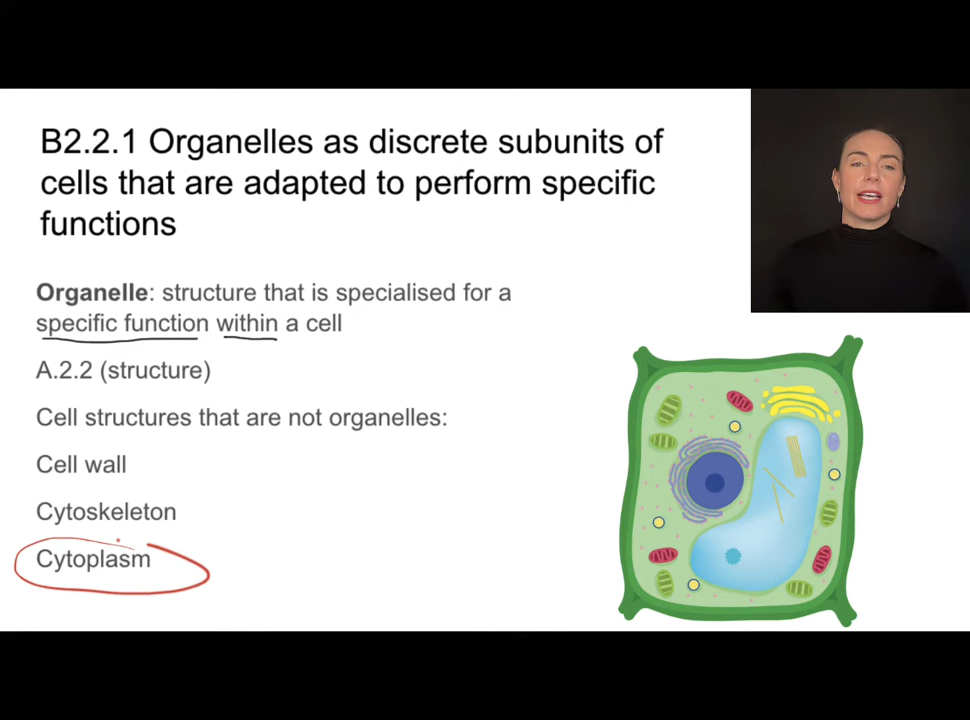 B2.2.1 Organelles as discrete subunits of
cells that are adapted to perform specific
functions
Organelle: structure that is specialised for a
specific function within a cell
A.2.2 (structure)
Cell structures that are not organelles:
Cell wall
Cytoskeleton
Cytoplasm